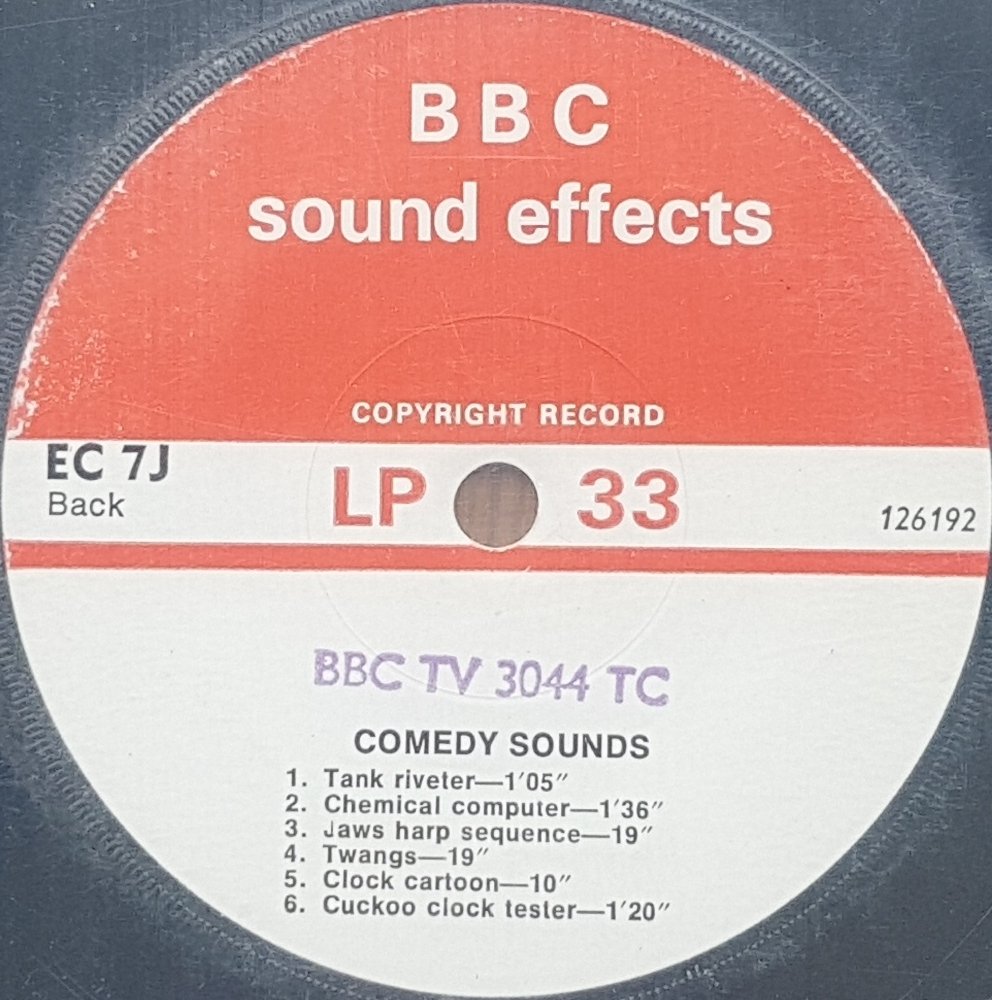 BBC
sound effects
COPYRIGHT RECORD
EC 7J
Back
LP 33
126192
BBC TV 3044 TC
COMEDY SOUNDS
1. Tank riveter—1′05″
2. Chemical computer—1′36″
3. Jaws harp sequence—19″
4. Twangs—19″
5. Clock cartoon—10″
6. Cuckoo clock tester—1′20″